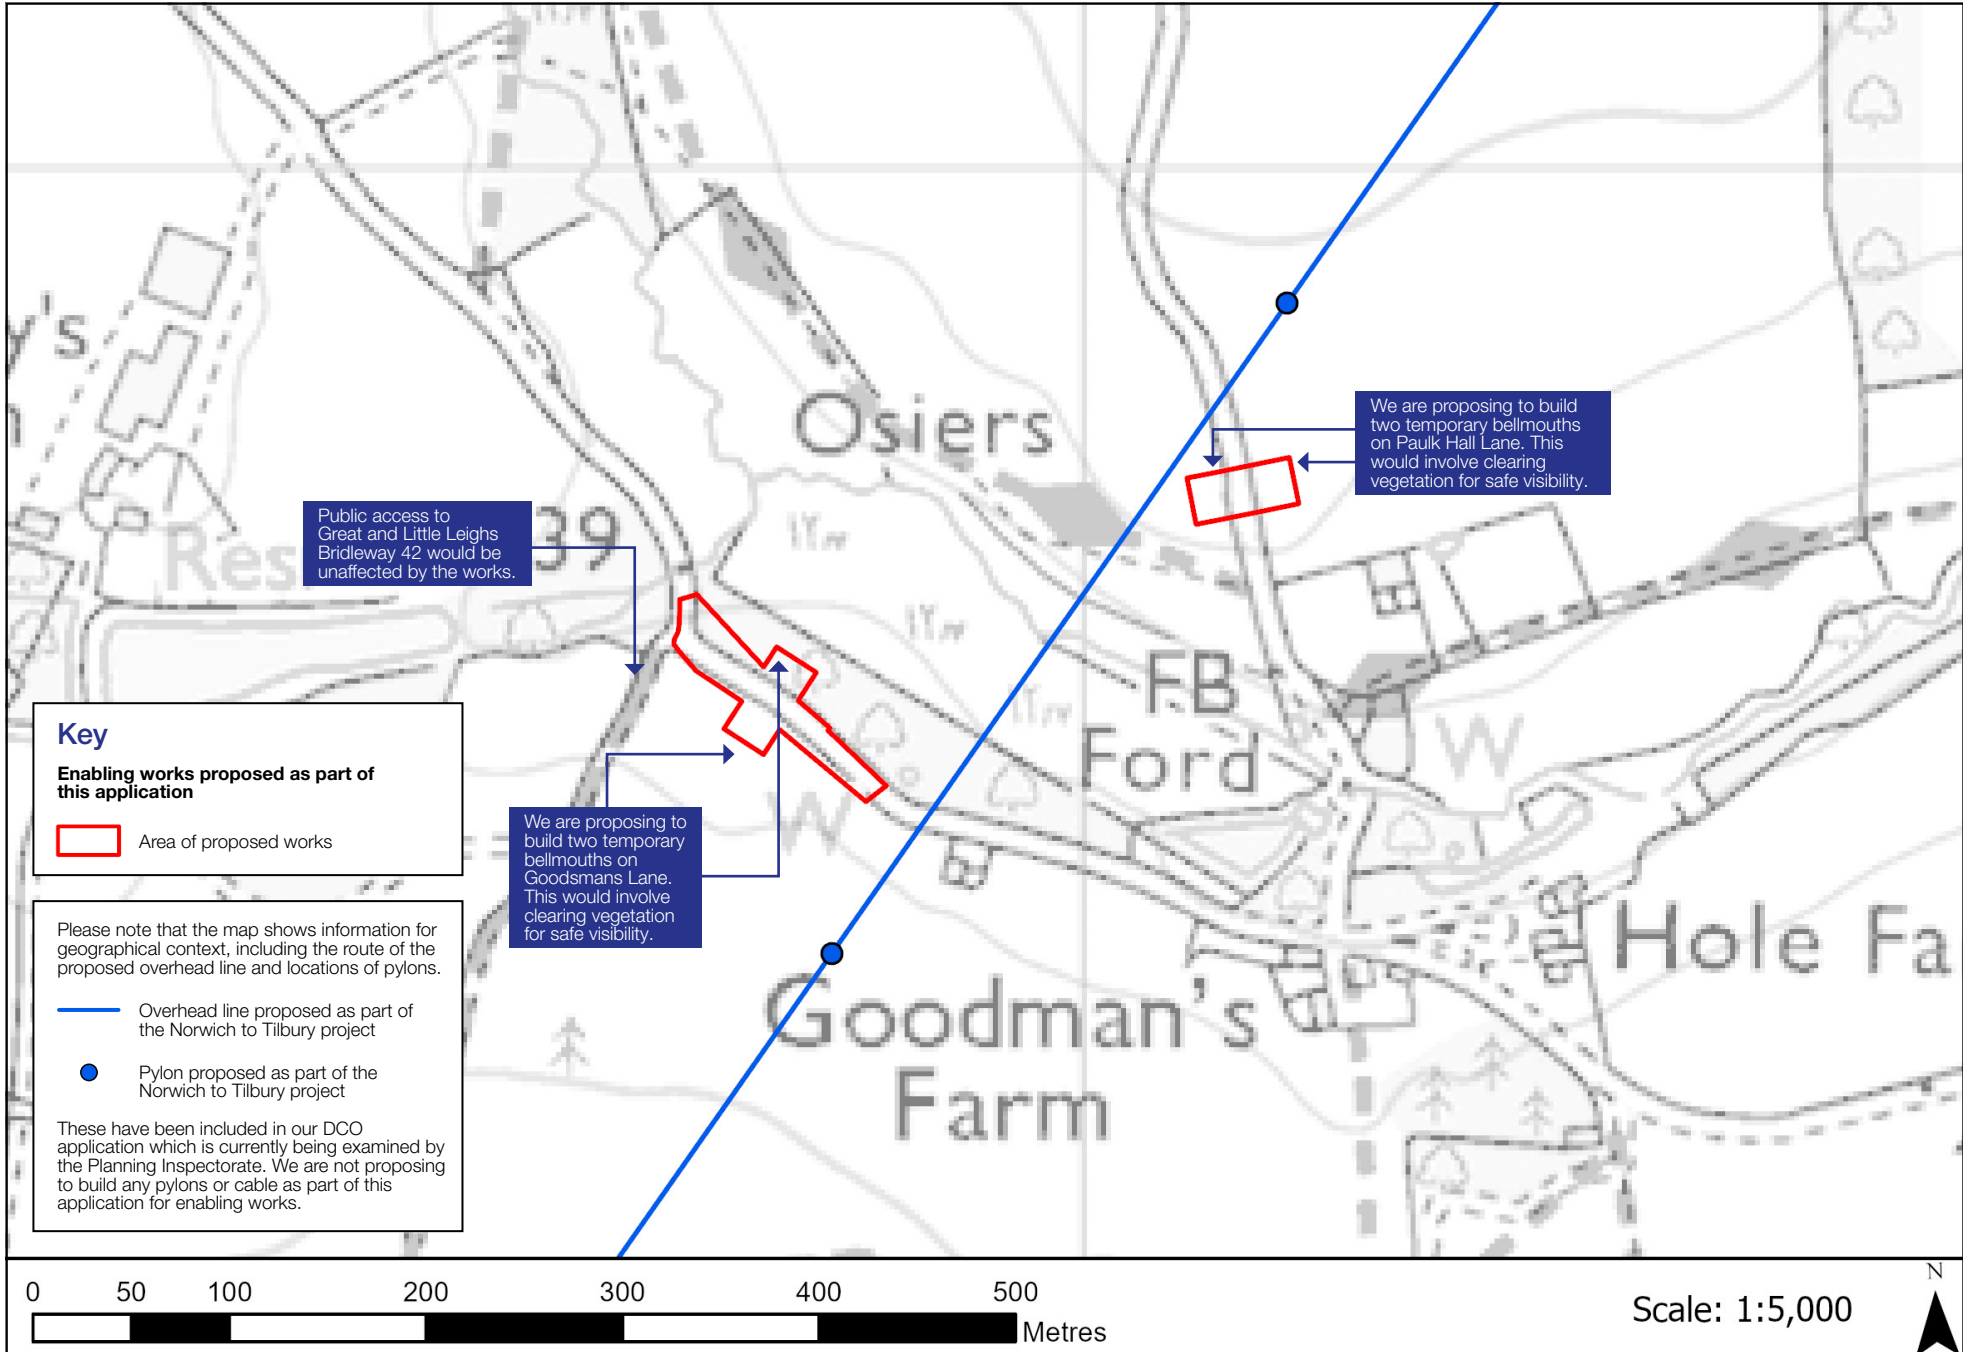 y's
n
Osiers
Res
39
Public access to
Great and Little Leighs
Bridleway 42 would be
unaffected by the works.
We are proposing to build
two temporary bellmouths
on Paulk Hall Lane. This
would involve clearing
vegetation for safe visibility.
FB
Ford
W
W
We are proposing to
build two temporary
bellmouths on
Goodsmans Lane.
This would involve
clearing vegetation
for safe visibility.
Hole Fa
Goodman's
Farm
Key
Enabling works proposed as part of
this application
Area of proposed works
Please note that the map shows information for
geographical context, including the route of the
proposed overhead line and locations of pylons.
Overhead line proposed as part of
the Norwich to Tilbury project
Pylon proposed as part of the
Norwich to Tilbury project
These have been included in our DCO
application which is currently being examined by
the Planning Inspectorate. We are not proposing
to build any pylons or cable as part of this
application for enabling works.
0 50 100 200 300 400 500
Metres
Scale: 1:5,000
N